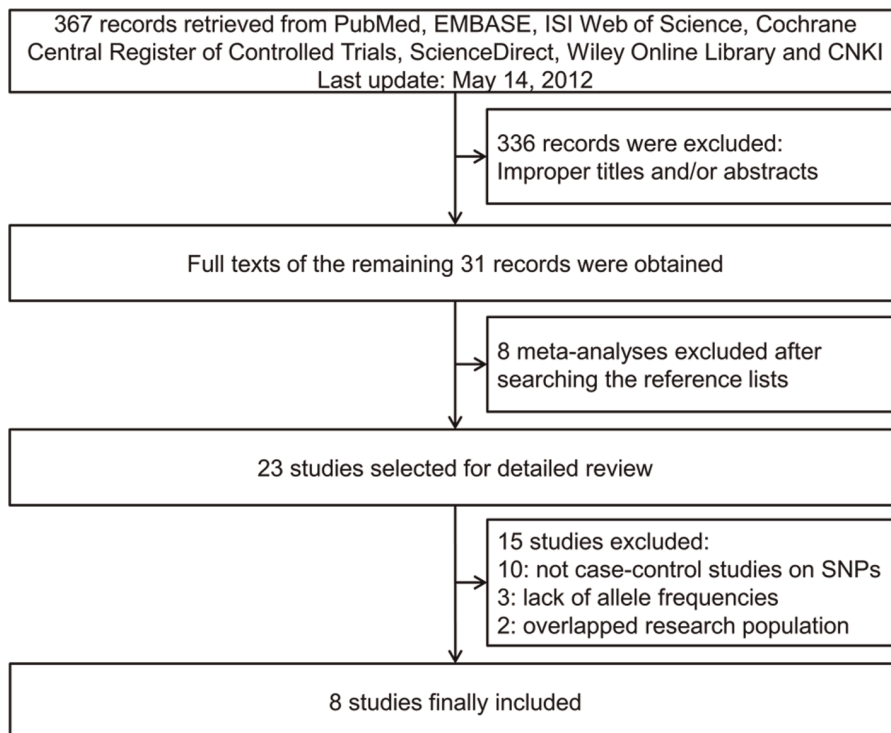 367 records retrieved from PubMed, EMBASE, ISI Web of Science, Cochrane
Central Register of Controlled Trials, ScienceDirect, Wiley Online Library and CNKI
Last update: May 14, 2012
336 records were excluded:
Improper titles and/or abstracts
Full texts of the remaining 31 records were obtained
8 meta-analyses excluded after
searching the reference lists
23 studies selected for detailed review
15 studies excluded:
10: not case-control studies on SNPs
3: lack of allele frequencies
2: overlapped research population
8 studies finally included